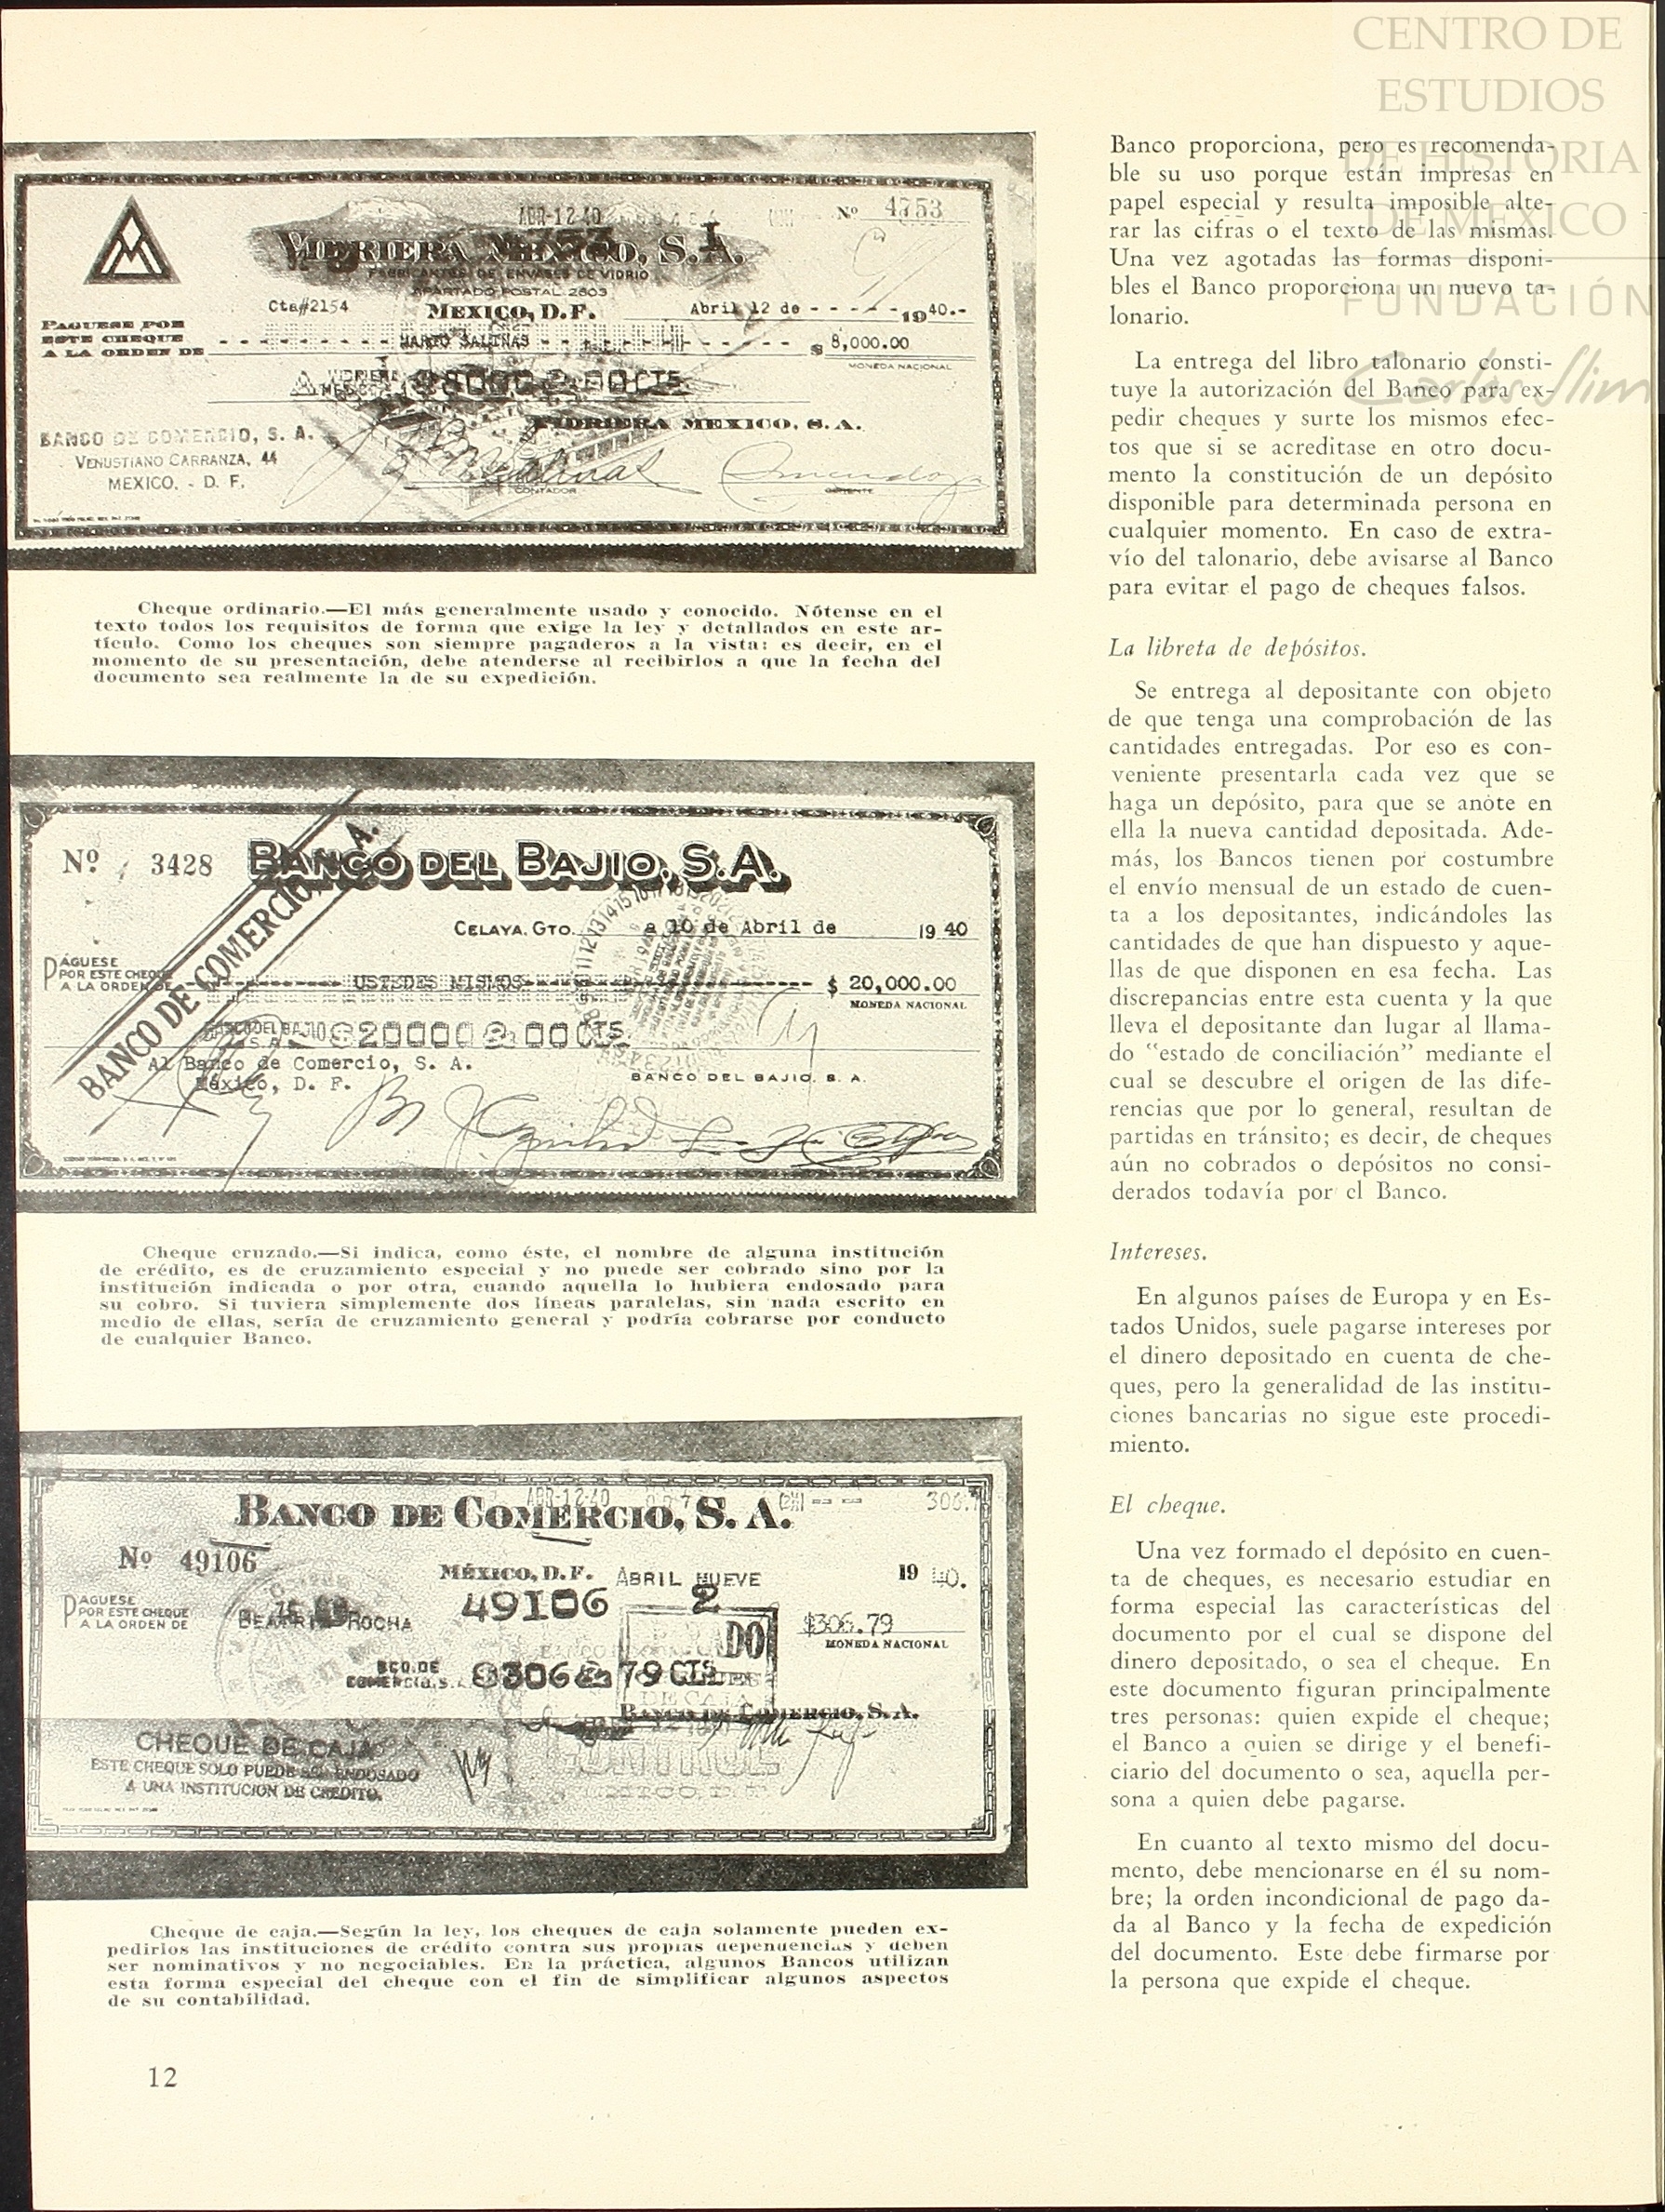 CENTRO DE
ESTUDIOS
DE HISTORIA
DE MEXICO
FUNDACIÓN
Carlos Slim
ABR-12 40
Nº 4753
VIDRIERA MEXICO, S. A.
FABRICANTES DE ENVASES DE VIDRIO
APARTADO POSTAL 2803
Cta#2154
MEXICO, D. F.
Abril 12 de - - - - - 1940.-
PAGUESE POR
ESTE CHEQUE
A LA ORDEN DE
SALINAS
$ 8,000.00
MONEDA NACIONAL
VIDRIERA MEXICO, S. A.
BANCO DE COMERCIO, S. A.
VENUSTIANO CARRANZA, 44
MEXICO. - D. F.
CONTADOR
GERENTE
Cheque ordinario.—El más generalmente usado y conocido. Nótense en el
texto todos los requisitos de forma que exige la ley y detallados en este ar-
tículo. Como los cheques son siempre pagaderos a la vista: es decir, en el
momento de su presentación, debe atenderse al recibirlos a que la fecha del
documento sea realmente la de su expedición.
Nº 3428
BANCO DEL BAJIO, S. A.
CELAYA, GTO. a 10 de Abril de 1940
PÁGUESE
POR ESTE CHEQUE
A LA ORDEN DE
USTEDES MISMOS
$ 20,000.00
MONEDA NACIONAL
BANCO DE COMERCIO, S. A.
Al Banco de Comercio, S. A.
México, D. F.
BANCO DEL BAJIO, S. A.
Cheque cruzado.—Si indica, como éste, el nombre de alguna institución
de crédito, es de cruzamiento especial y no puede ser cobrado sino por la
institución indicada o por otra, cuando aquella lo hubiera endosado para
su cobro. Si tuviera simplemente dos líneas paralelas, sin nada escrito en
medio de ellas, sería de cruzamiento general y podría cobrarse por conducto
de cualquier Banco.
ABR-12 40
BANCO DE COMERCIO, S. A.
Nº 49106
MÉXICO, D. F. ABRIL NUEVE 1940.
PÁGUESE
POR ESTE CHEQUE
A LA ORDEN DE
BEATRIZ ROCHA
49106
2
$306.79
MONEDA NACIONAL
BCO. DE
COMERCIO, S. A.
$306 79 CTS
BANCO DE COMERCIO, S. A.
CHEQUE DE CAJA
ESTE CHEQUE SOLO PUEDE SER ENDOSADO
A UNA INSTITUCION DE CREDITO.
Cheque de caja.—Según la ley, los cheques de caja solamente pueden ex-
pedirlos las instituciones de crédito contra sus propias dependencias y deben
ser nominativos y no negociables. En la práctica, algunos Bancos utilizan
esta forma especial del cheque con el fin de simplificar algunos aspectos
de su contabilidad.
12
Banco proporciona, pero es recomenda-
ble su uso porque están impresas en
papel especial y resulta imposible alte-
rar las cifras o el texto de las mismas.
Una vez agotadas las formas disponi-
bles el Banco proporciona un nuevo ta-
lonario.
La entrega del libro talonario consti-
tuye la autorización del Banco para ex-
pedir cheques y surte los mismos efec-
tos que si se acreditase en otro docu-
mento la constitución de un depósito
disponible para determinada persona en
cualquier momento. En caso de extra-
vío del talonario, debe avisarse al Banco
para evitar el pago de cheques falsos.
La libreta de depósitos.
Se entrega al depositante con objeto
de que tenga una comprobación de las
cantidades entregadas. Por eso es con-
veniente presentarla cada vez que se
haga un depósito, para que se anote en
ella la nueva cantidad depositada. Ade-
más, los Bancos tienen por costumbre
el envío mensual de un estado de cuen-
ta a los depositantes, indicándoles las
cantidades de que han dispuesto y aque-
llas de que disponen en esa fecha. Las
discrepancias entre esta cuenta y la que
lleva el depositante dan lugar al llama-
do "estado de conciliación" mediante el
cual se descubre el origen de las dife-
rencias que por lo general, resultan de
partidas en tránsito; es decir, de cheques
aún no cobrados o depósitos no consi-
derados todavía por el Banco.
Intereses.
En algunos países de Europa y en Es-
tados Unidos, suele pagarse intereses por
el dinero depositado en cuenta de che-
ques, pero la generalidad de las institu-
ciones bancarias no sigue este procedi-
miento.
El cheque.
Una vez formado el depósito en cuen-
ta de cheques, es necesario estudiar en
forma especial las características del
documento por el cual se dispone del
dinero depositado, o sea el cheque. En
este documento figuran principalmente
tres personas: quien expide el cheque;
el Banco a quien se dirige y el benefi-
ciario del documento o sea, aquella per-
sona a quien debe pagarse.
En cuanto al texto mismo del docu-
mento, debe mencionarse en él su nom-
bre; la orden incondicional de pago da-
da al Banco y la fecha de expedición
del documento. Este debe firmarse por
la persona que expide el cheque.